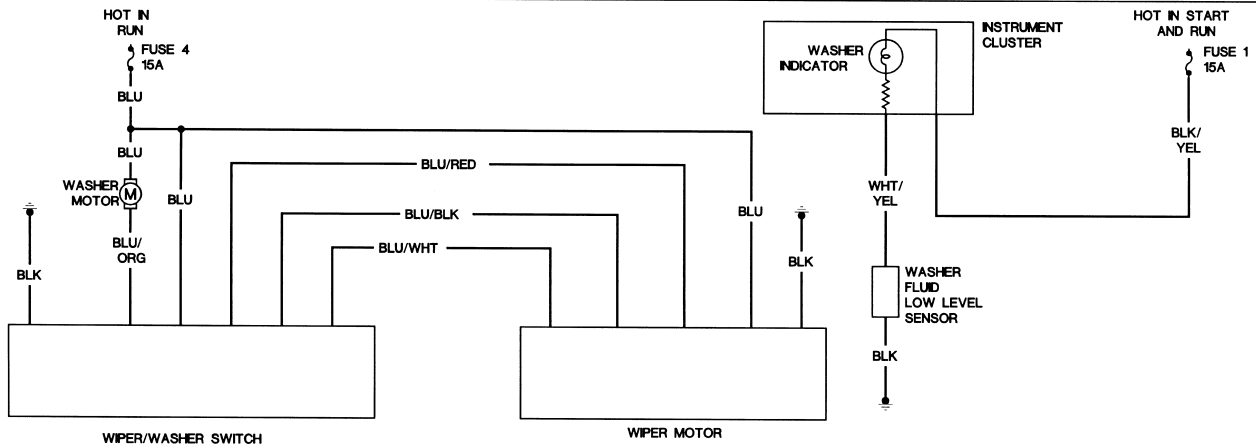 HOT IN
RUN
FUSE 4
15A
BLU
BLU
WASHER
MOTOR
M
BLU
BLU/
ORG
BLK
BLU/RED
BLU/BLK
BLU/WHT
BLU
BLK
WIPER/WASHER SWITCH
WIPER MOTOR
WASHER
INDICATOR
INSTRUMENT
CLUSTER
HOT IN START
AND RUN
FUSE 1
15A
BLK/
YEL
WHT/
YEL
WASHER
FLUID
LOW LEVEL
SENSOR
BLK